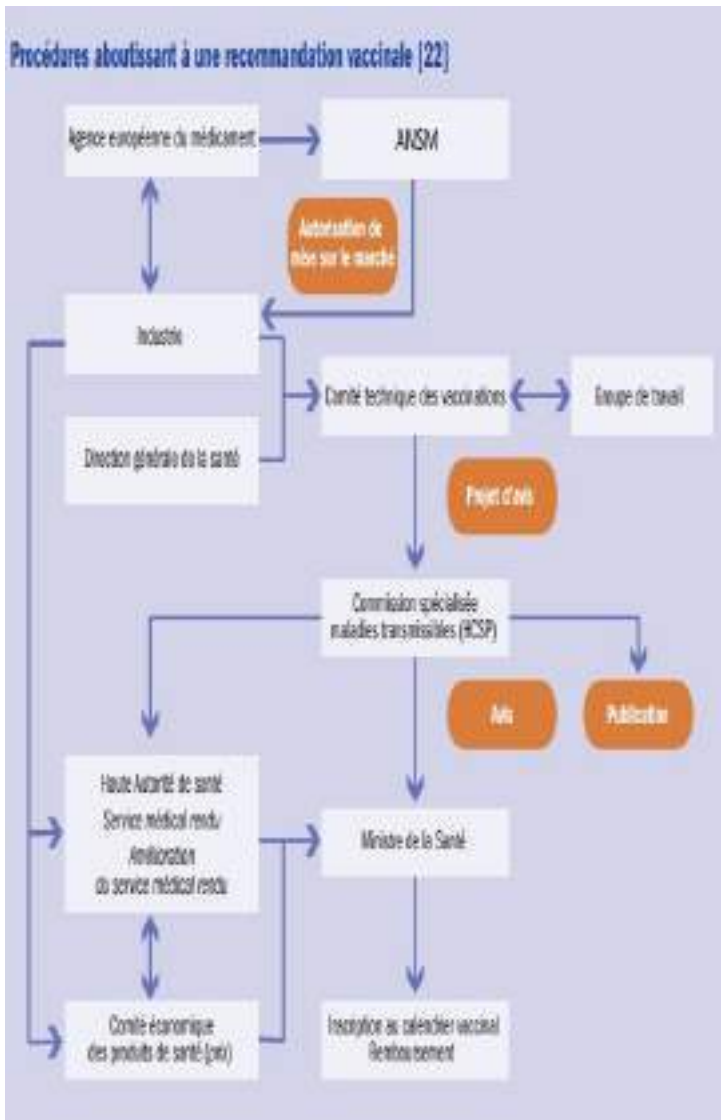 Procédures aboutissant à une recommandation vaccinale [22]
Agence européenne du médicament
ANSM
Autorisation de
mise sur le marché
Industrie
Comité technique des vaccinations
Groupe de travail
Direction générale de la santé
Projet d'avis
Commission spécialisée
maladies transmissibles (HCSP)
Avis
Publication
Haute Autorité de santé
Service médical rendu
Amélioration
du service médical rendu
Ministre de la Santé
Comité économique
des produits de santé (prix)
Inscription au calendrier vaccinal
Remboursement